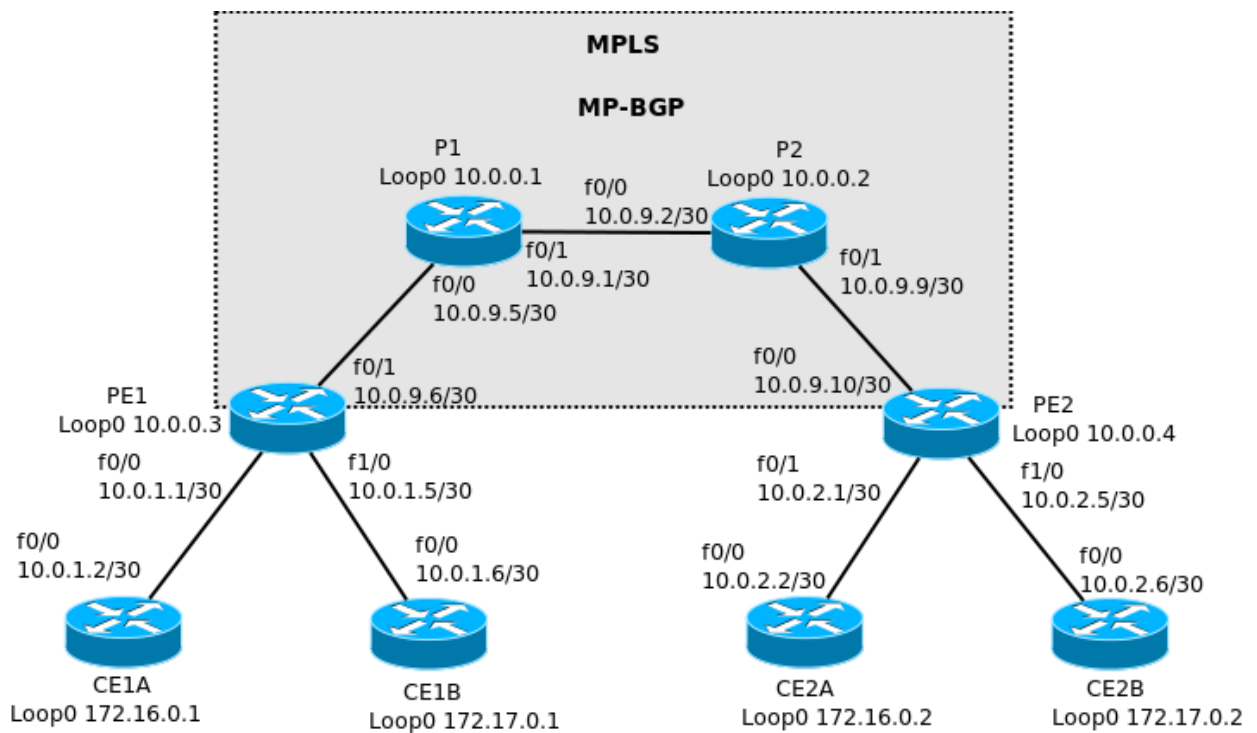 MPLS
MP-BGP
P1
Loop0 10.0.0.1
P2
Loop0 10.0.0.2
f0/0
10.0.9.2/30
f0/1
10.0.9.1/30
f0/0
10.0.9.5/30
f0/1
10.0.9.9/30
f0/1
10.0.9.6/30
f0/0
10.0.9.10/30
PE1
Loop0 10.0.0.3
PE2
Loop0 10.0.0.4
f0/0
10.0.1.1/30
f1/0
10.0.1.5/30
f0/1
10.0.2.1/30
f1/0
10.0.2.5/30
f0/0
10.0.1.2/30
f0/0
10.0.1.6/30
f0/0
10.0.2.2/30
f0/0
10.0.2.6/30
CE1A
Loop0 172.16.0.1
CE1B
Loop0 172.17.0.1
CE2A
Loop0 172.16.0.2
CE2B
Loop0 172.17.0.2